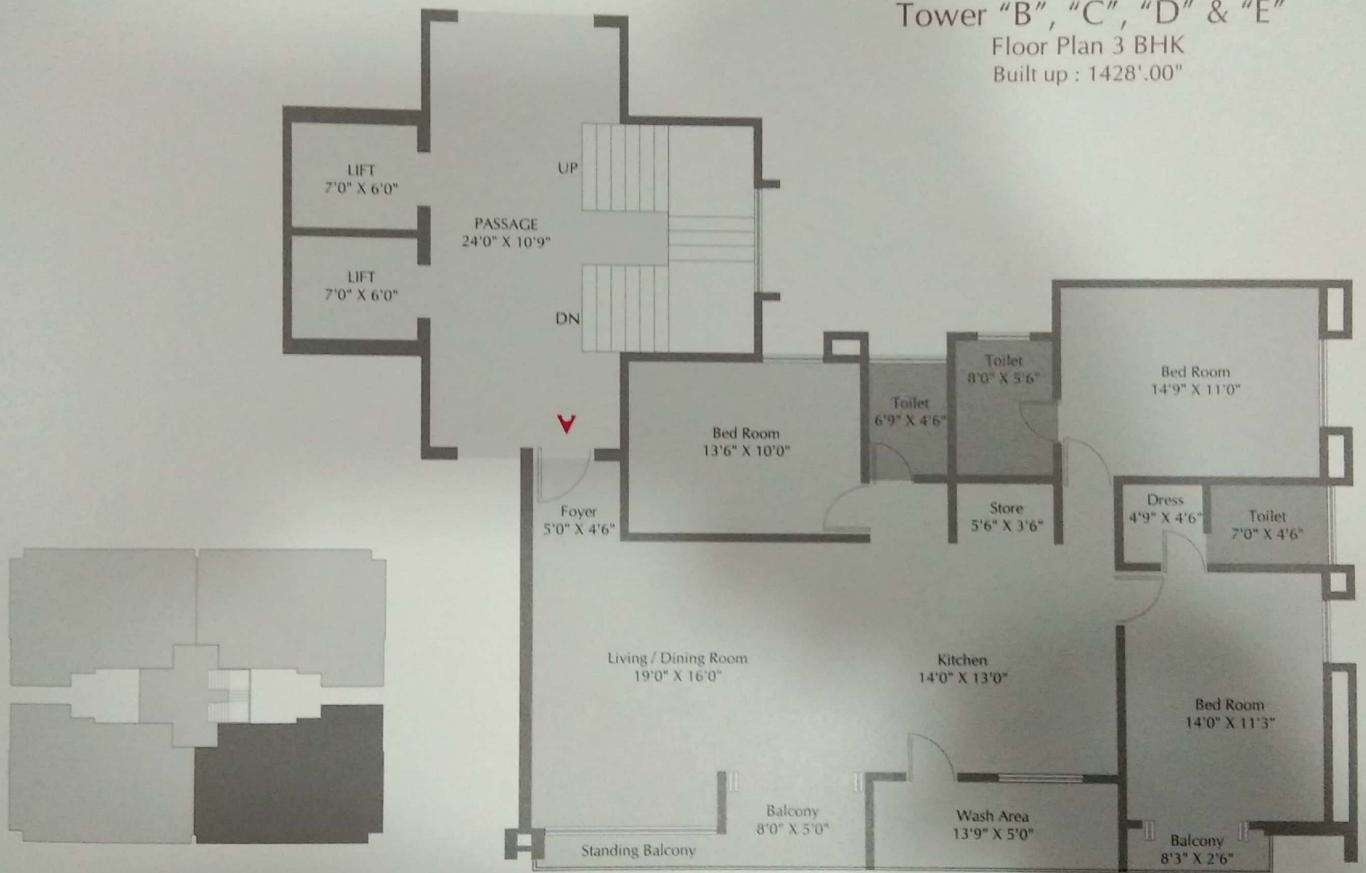 Tower “B”, “C”, “D” & “E”
Floor Plan 3 BHK
Built up : 1428'.00"
LIFT
7'0" X 6'0"
UP
PASSAGE
24'0" X 10'9"
LIFT
7'0" X 6'0"
DN
Toilet
8'0" X 5'6"
Bed Room
14'9" X 11'0"
Toilet
6'9" X 4'6"
Bed Room
13'6" X 10'0"
Foyer
5'0" X 4'6"
Store
5'6" X 3'6"
Dress
4'9" X 4'6"
Toilet
7'0" X 4'6"
Living / Dining Room
19'0" X 16'0"
Kitchen
14'0" X 13'0"
Bed Room
14'0" X 11'3"
Balcony
8'0" X 5'0"
Wash Area
13'9" X 5'0"
Standing Balcony
Balcony
8'3" X 2'6"